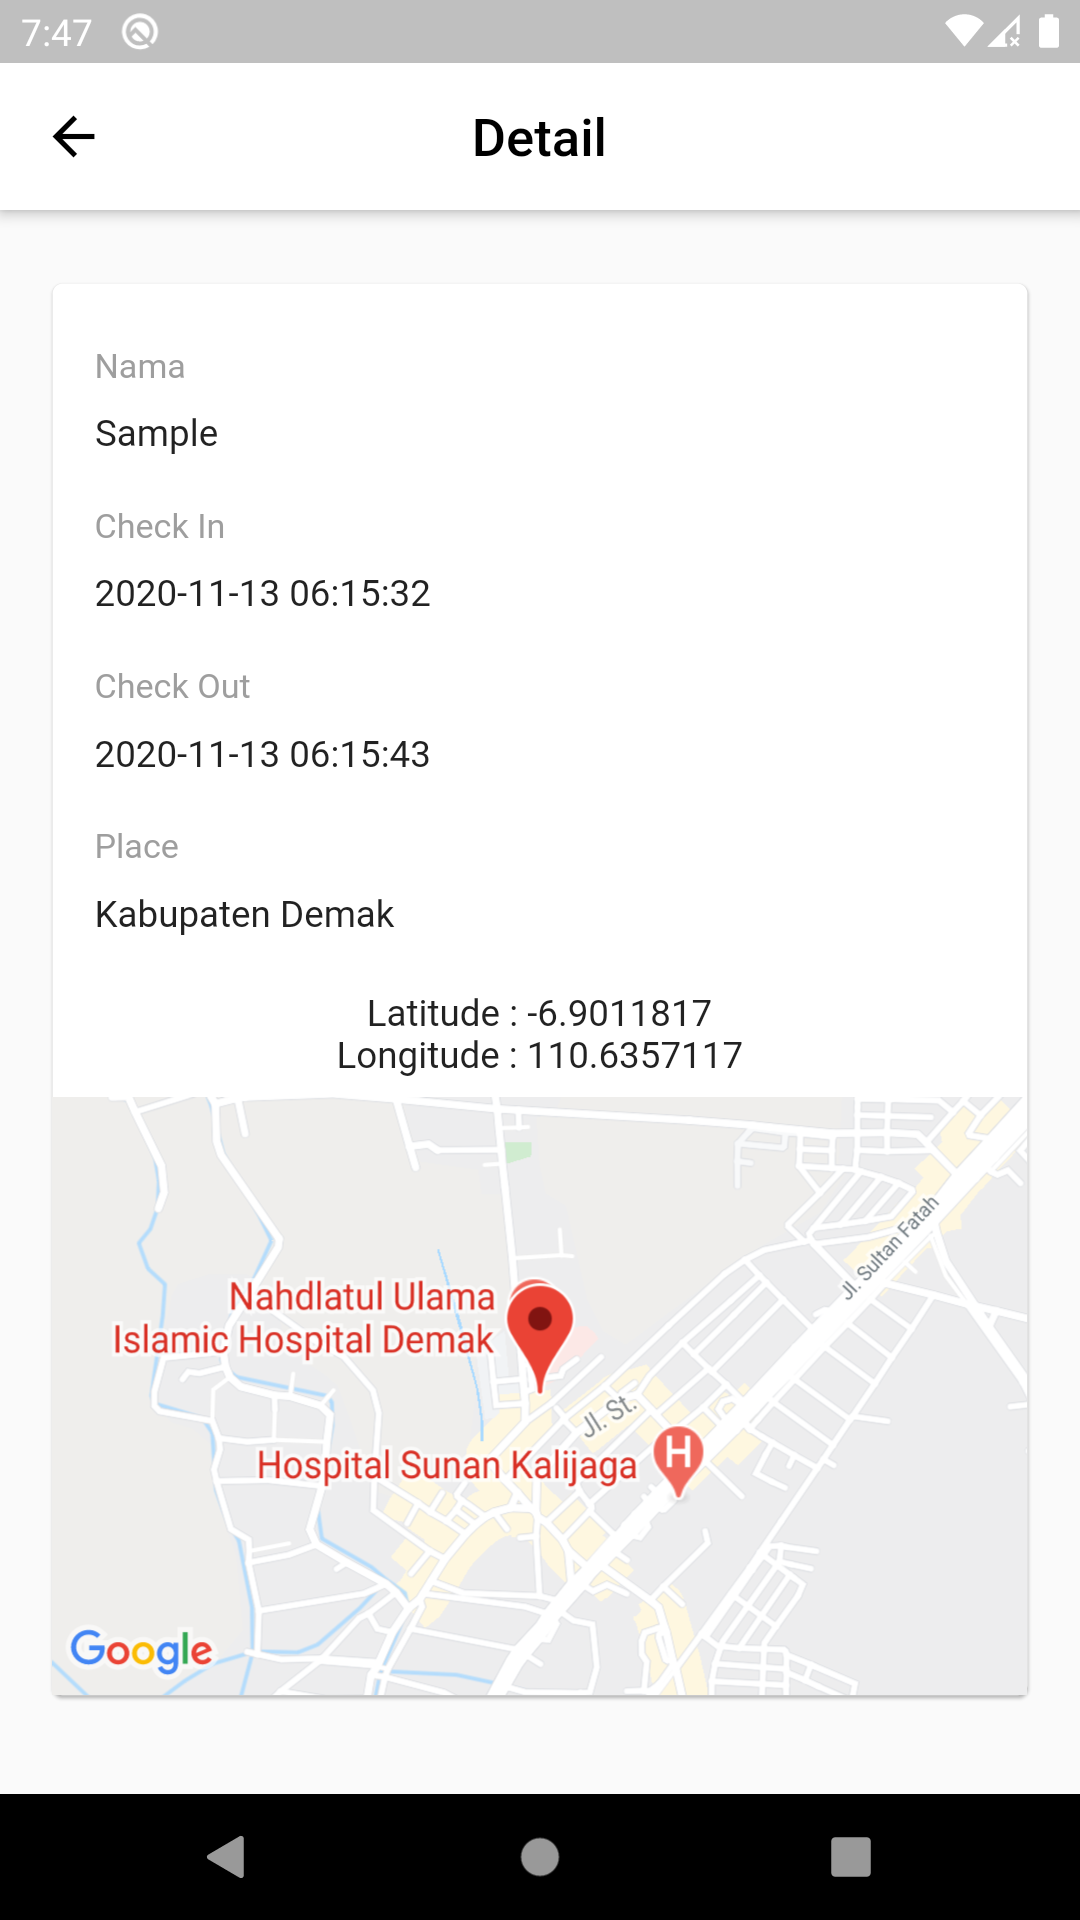 7:47
Detail
Nama
Sample
Check In
2020-11-13 06:15:32
Check Out
2020-11-13 06:15:43
Place
Kabupaten Demak
Latitude : -6.9011817
Longitude : 110.6357117
Jl. Sultan Fatah
Nahdlatul Ulama
Islamic Hospital Demak
Jl. St.
Hospital Sunan Kalijaga
H
Google